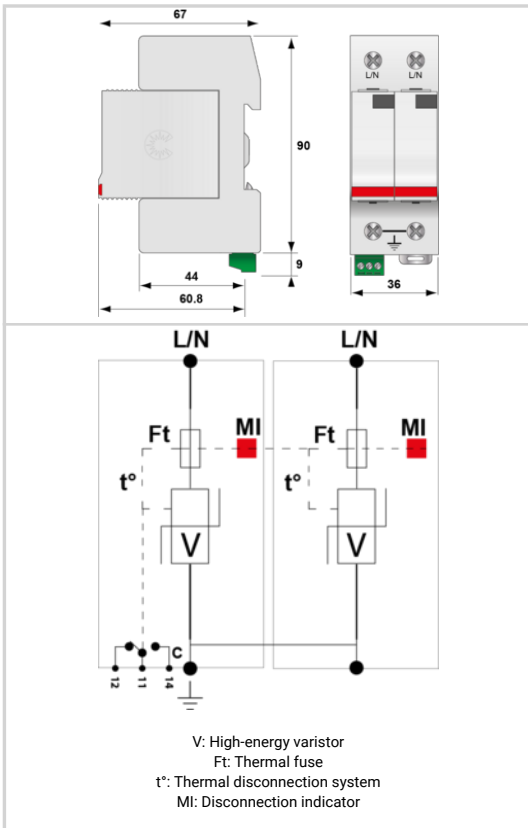 67
L/N L/N
90
9
44
60.8
36
L/N L/N
Ft MI Ft MI
t° t°
V V
C
12 11 14
V: High-energy varistor
Ft: Thermal fuse
t°: Thermal disconnection system
MI: Disconnection indicator